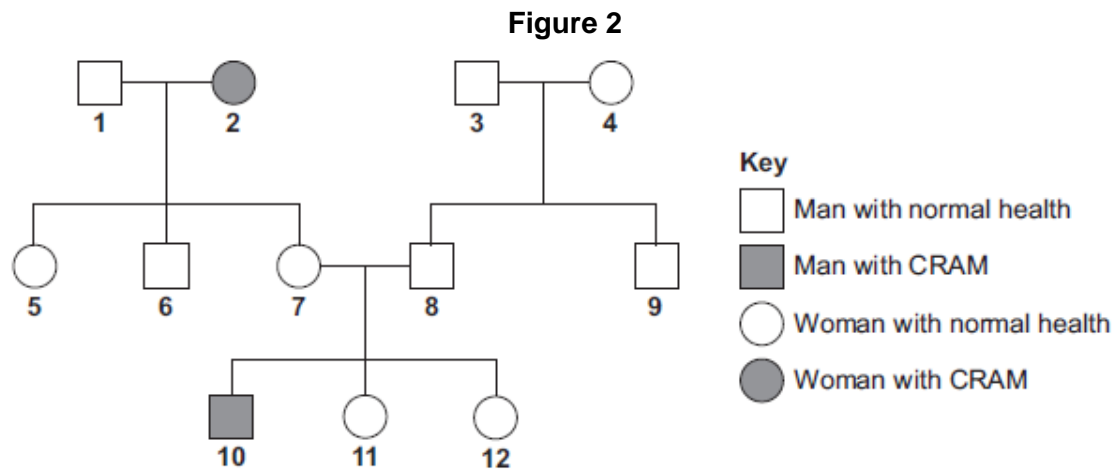 Figure 2
1 2 3 4
Key
Man with normal health
Man with CRAM
Woman with normal health
Woman with CRAM
5 6 7 8 9
10 11 12